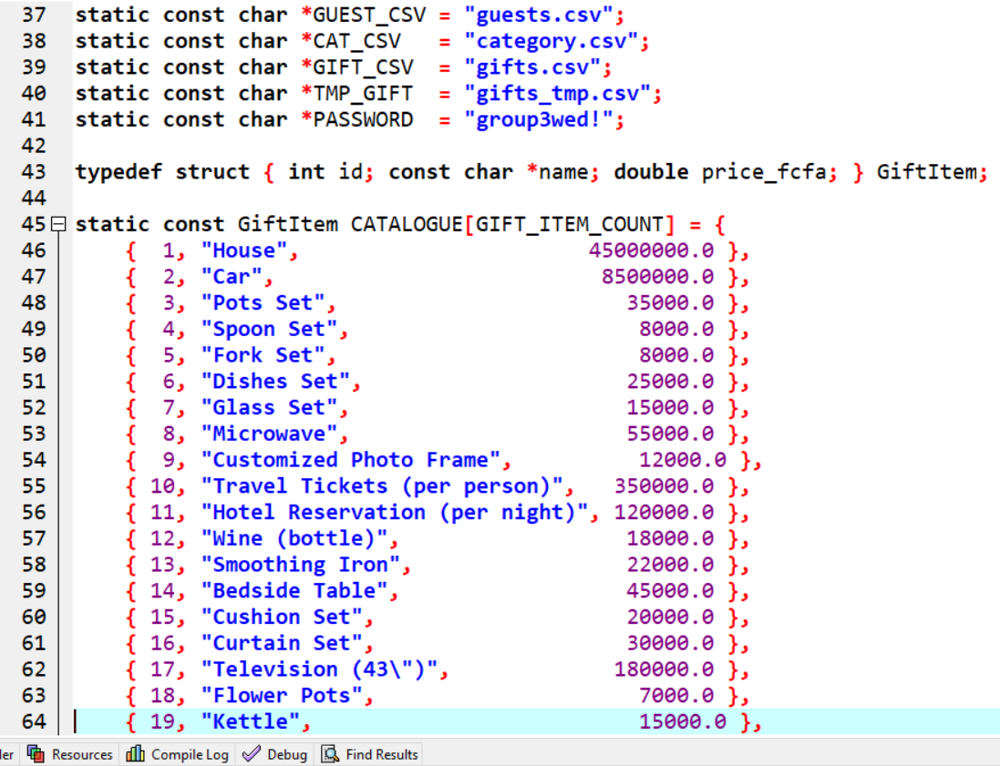 37 static const char *GUEST_CSV = "guests.csv";
38 static const char *CAT_CSV   = "category.csv";
39 static const char *GIFT_CSV  = "gifts.csv";
40 static const char *TMP_GIFT  = "gifts_tmp.csv";
41 static const char *PASSWORD  = "group3wed!";
42
43 typedef struct { int id; const char *name; double price_fcfa; } GiftItem;
44
45 static const GiftItem CATALOGUE[GIFT_ITEM_COUNT] = {
46     {  1, "House",                       45000000.0 },
47     {  2, "Car",                          8500000.0 },
48     {  3, "Pots Set",                       35000.0 },
49     {  4, "Spoon Set",                       8000.0 },
50     {  5, "Fork Set",                        8000.0 },
51     {  6, "Dishes Set",                     25000.0 },
52     {  7, "Glass Set",                      15000.0 },
53     {  8, "Microwave",                      55000.0 },
54     {  9, "Customized Photo Frame",          12000.0 },
55     { 10, "Travel Tickets (per person)",   350000.0 },
56     { 11, "Hotel Reservation (per night)", 120000.0 },
57     { 12, "Wine (bottle)",                  18000.0 },
58     { 13, "Smoothing Iron",                 22000.0 },
59     { 14, "Bedside Table",                  45000.0 },
60     { 15, "Cushion Set",                    20000.0 },
61     { 16, "Curtain Set",                    30000.0 },
62     { 17, "Television (43\")",             180000.0 },
63     { 18, "Flower Pots",                     7000.0 },
64     { 19, "Kettle",                          15000.0 },
ler Resources Compile Log Debug Find Results